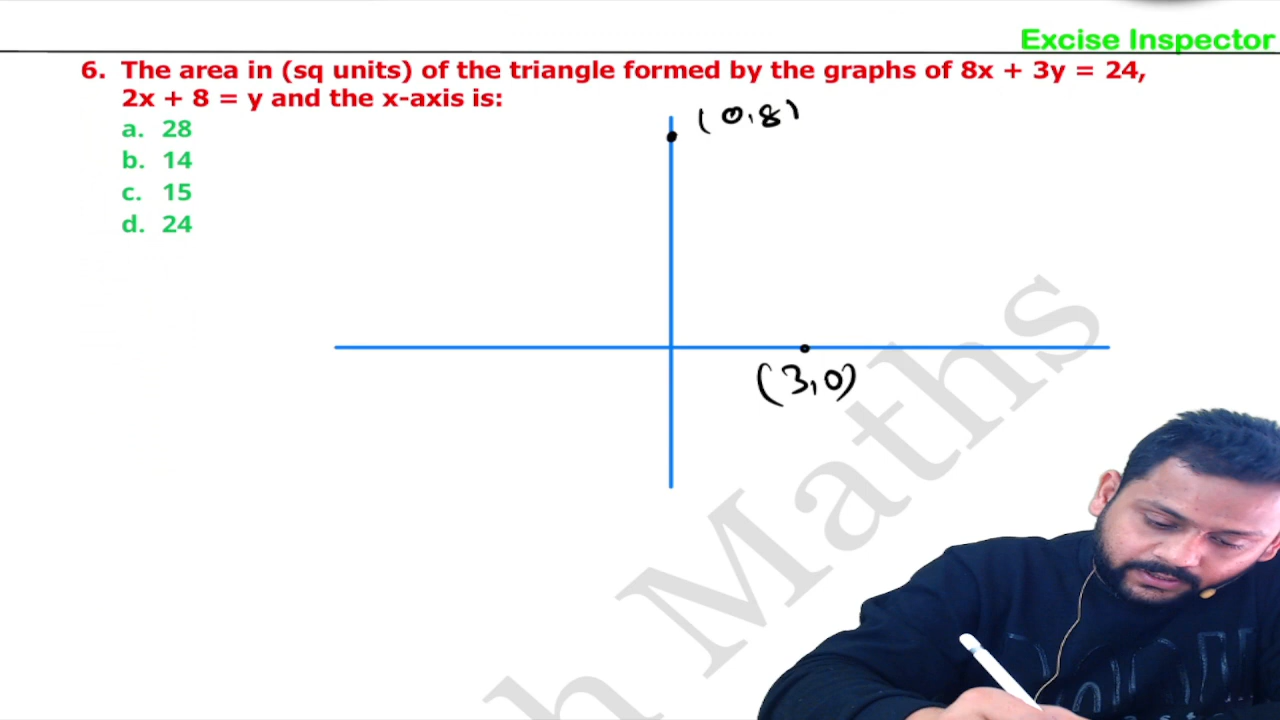 Excise Inspector
6. The area in (sq units) of the triangle formed by the graphs of 8x + 3y = 24,
2x + 8 = y and the x-axis is:
(0,8)
a. 28
b. 14
c. 15
d. 24
(3,0)
h Maths